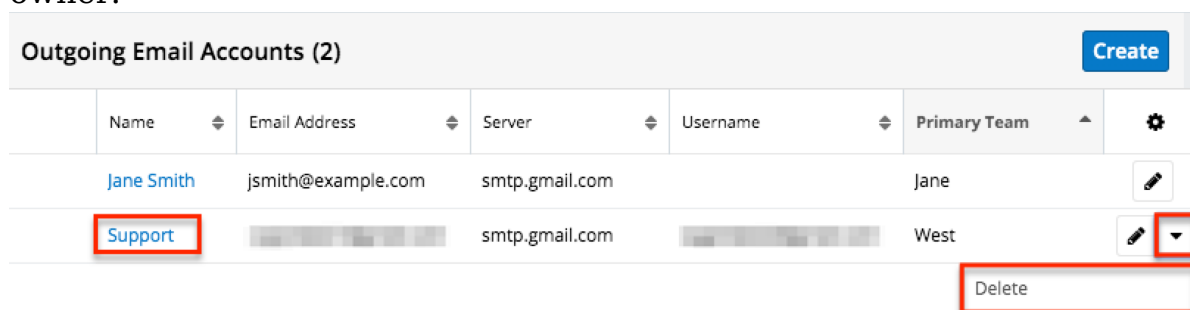 owner.
Outgoing Email Accounts (2) Create
Name Email Address Server Username Primary Team
Jane Smith jsmith@example.com smtp.gmail.com Jane
Support smtp.gmail.com West
Delete